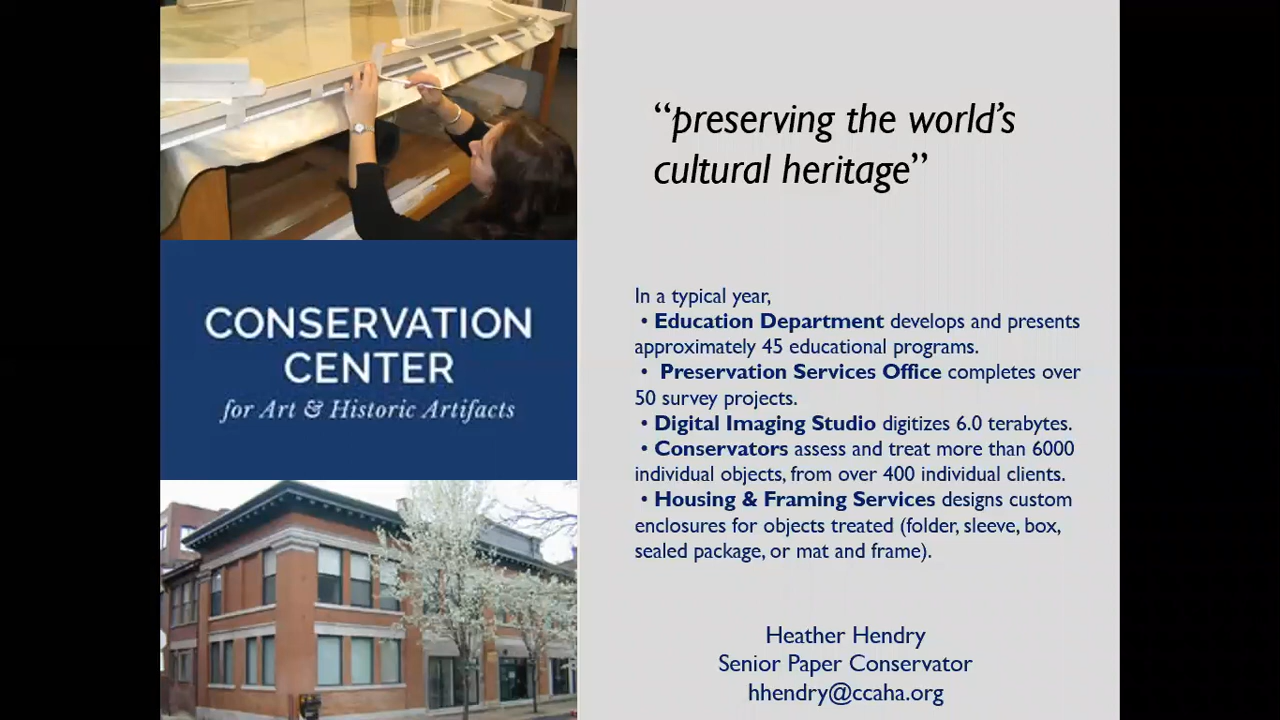 CONSERVATION
CENTER
for Art & Historic Artifacts
“preserving the world’s
cultural heritage”
In a typical year,
• Education Department develops and presents
approximately 45 educational programs.
• Preservation Services Office completes over
50 survey projects.
• Digital Imaging Studio digitizes 6.0 terabytes.
• Conservators assess and treat more than 6000
individual objects, from over 400 individual clients.
• Housing & Framing Services designs custom
enclosures for objects treated (folder, sleeve, box,
sealed package, or mat and frame).
Heather Hendry
Senior Paper Conservator
hhendry@ccaha.org